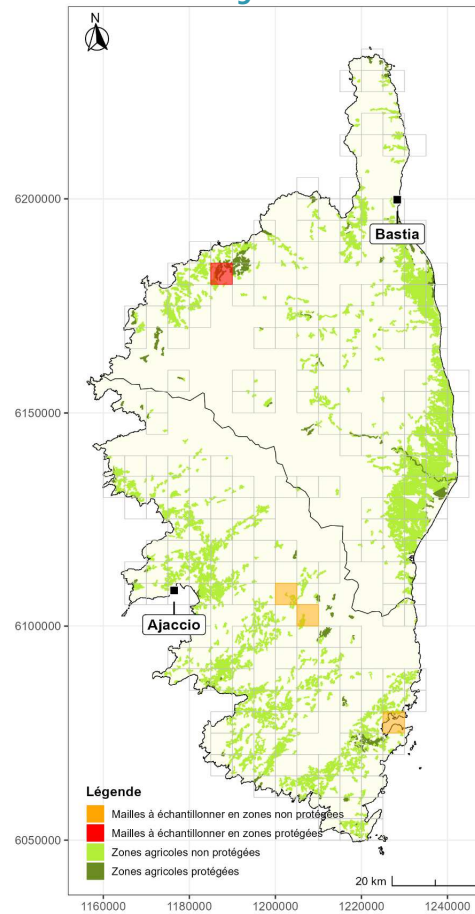 N
6200000
Bastia
6150000
Ajaccio
6100000
Légende
Mailles à échantillonner en zones non protégées
Mailles à échantillonner en zones protégées
Zones agricoles non protégées
Zones agricoles protégées
6050000
20 km
1160000 1180000 1200000 1220000 1240000